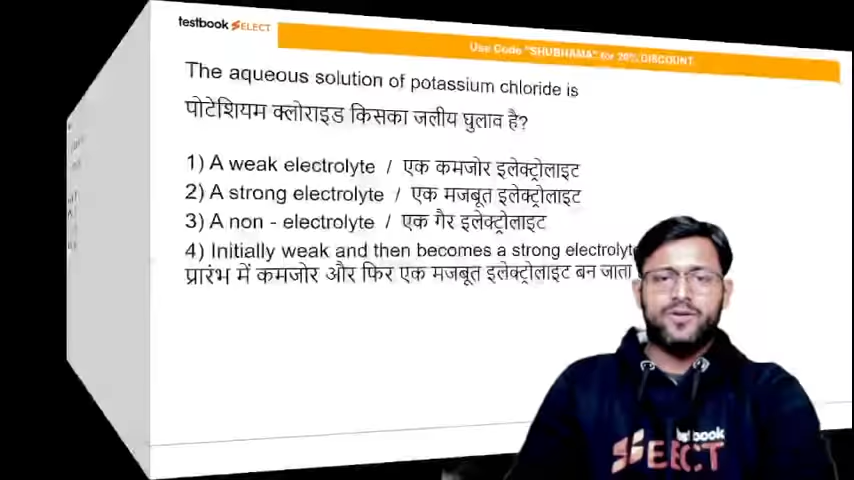 testbook SELECT
Use Code "SHUBHAMA" for 20% DISCOUNT
The aqueous solution of potassium chloride is
पोटेशियम क्लोराइड किसका जलीय घुलाव है?
1) A weak electrolyte / एक कमजोर इलेक्ट्रोलाइट
2) A strong electrolyte / एक मजबूत इलेक्ट्रोलाइट
3) A non - electrolyte / एक गैर इलेक्ट्रोलाइट
4) Initially weak and then becomes a strong electrolyte
प्रारंभ में कमजोर और फिर एक मजबूत इलेक्ट्रोलाइट बन जाता
testbook
SELECT